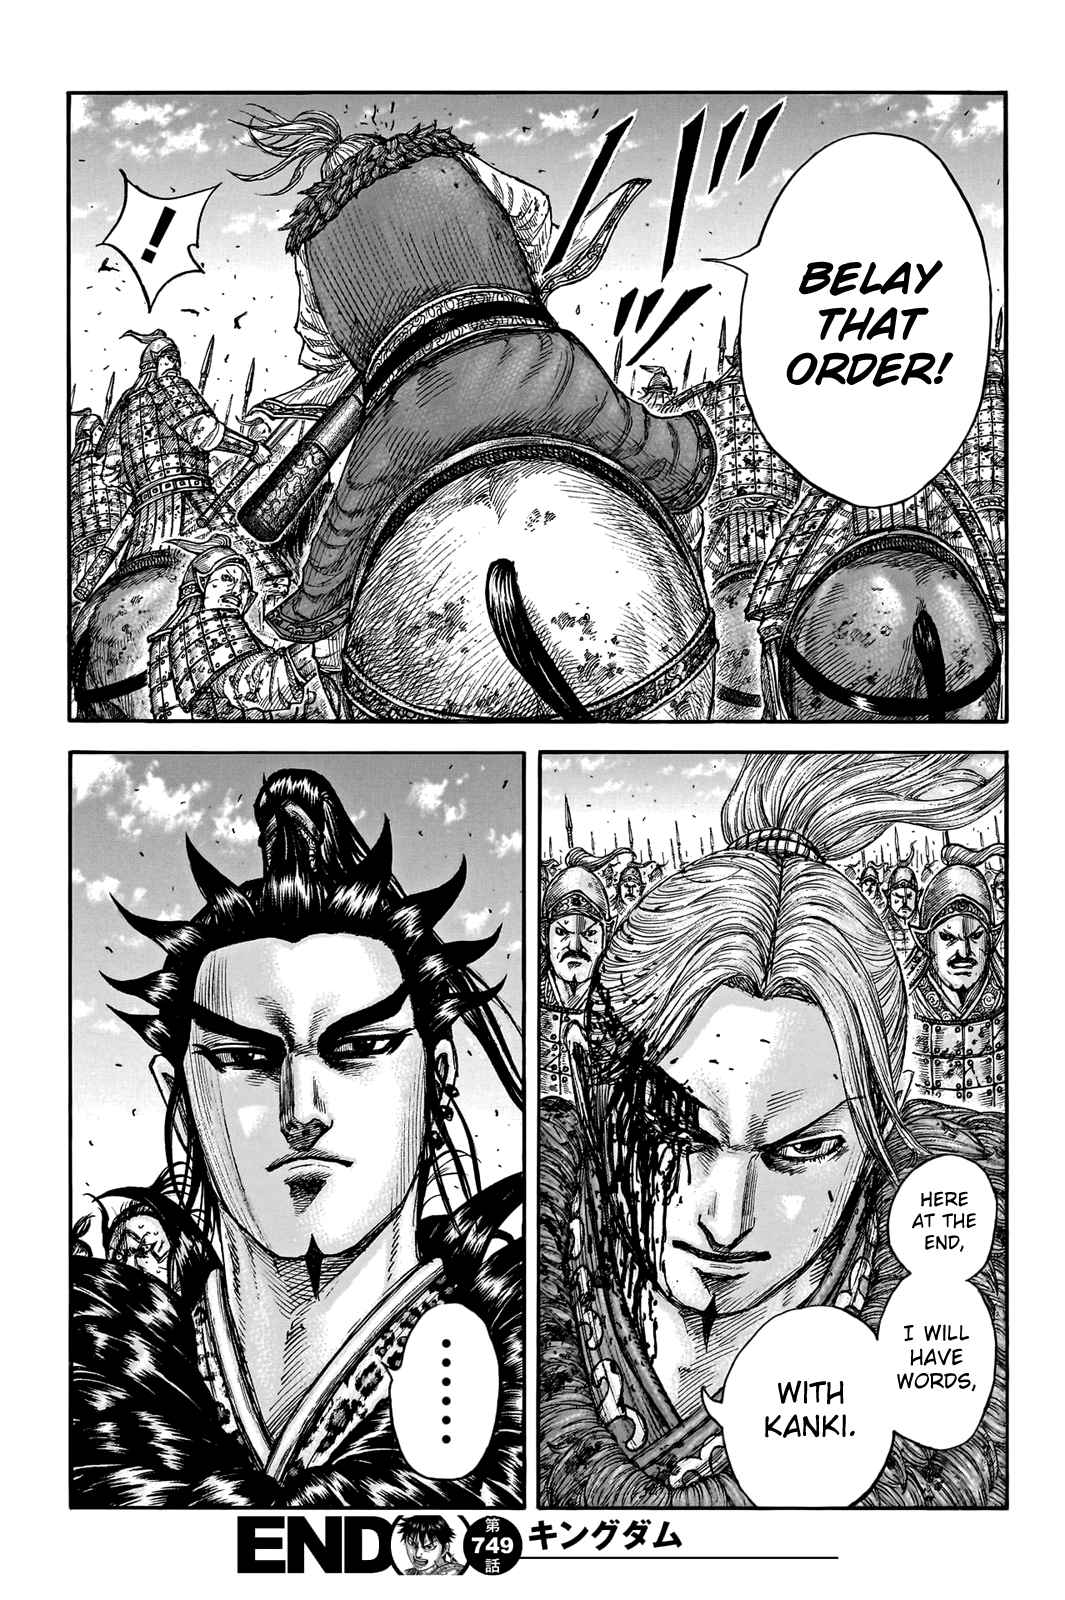 !
BELAY
THAT
ORDER!
HERE
AT THE
END,
I WILL
HAVE
WORDS,
WITH
KANKI.
・・・・・・
END
第
749
話
キングダム